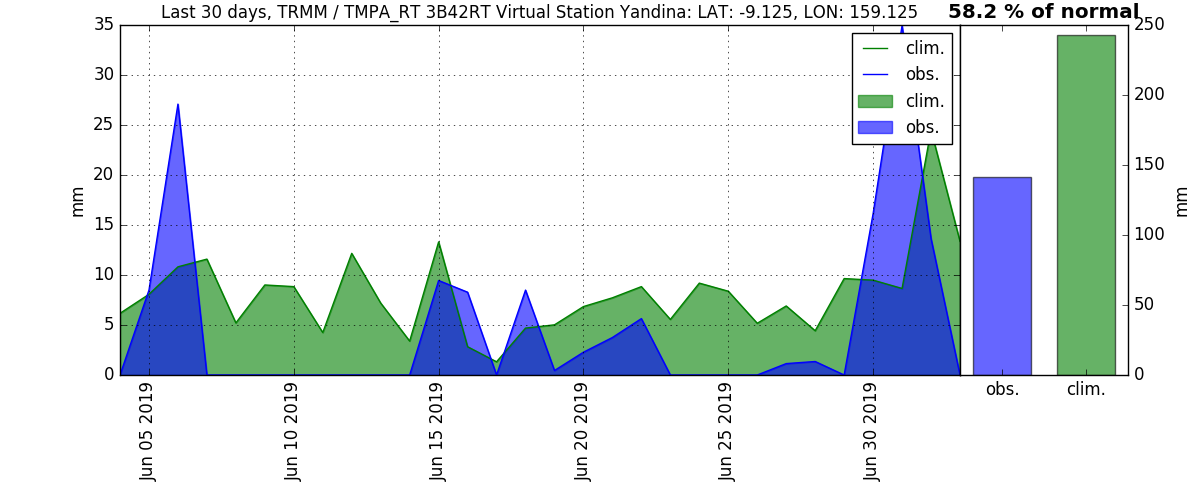 Last 30 days, TRMM / TMPA_RT 3B42RT Virtual Station Yandina: LAT: -9.125, LON: 159.125
58.2 % of normal
35
30
25
20
15
10
5
0
mm
clim.
obs.
clim.
obs.
250
200
150
100
50
0
mm
Jun 05 2019
Jun 10 2019
Jun 15 2019
Jun 20 2019
Jun 25 2019
Jun 30 2019
obs.
clim.